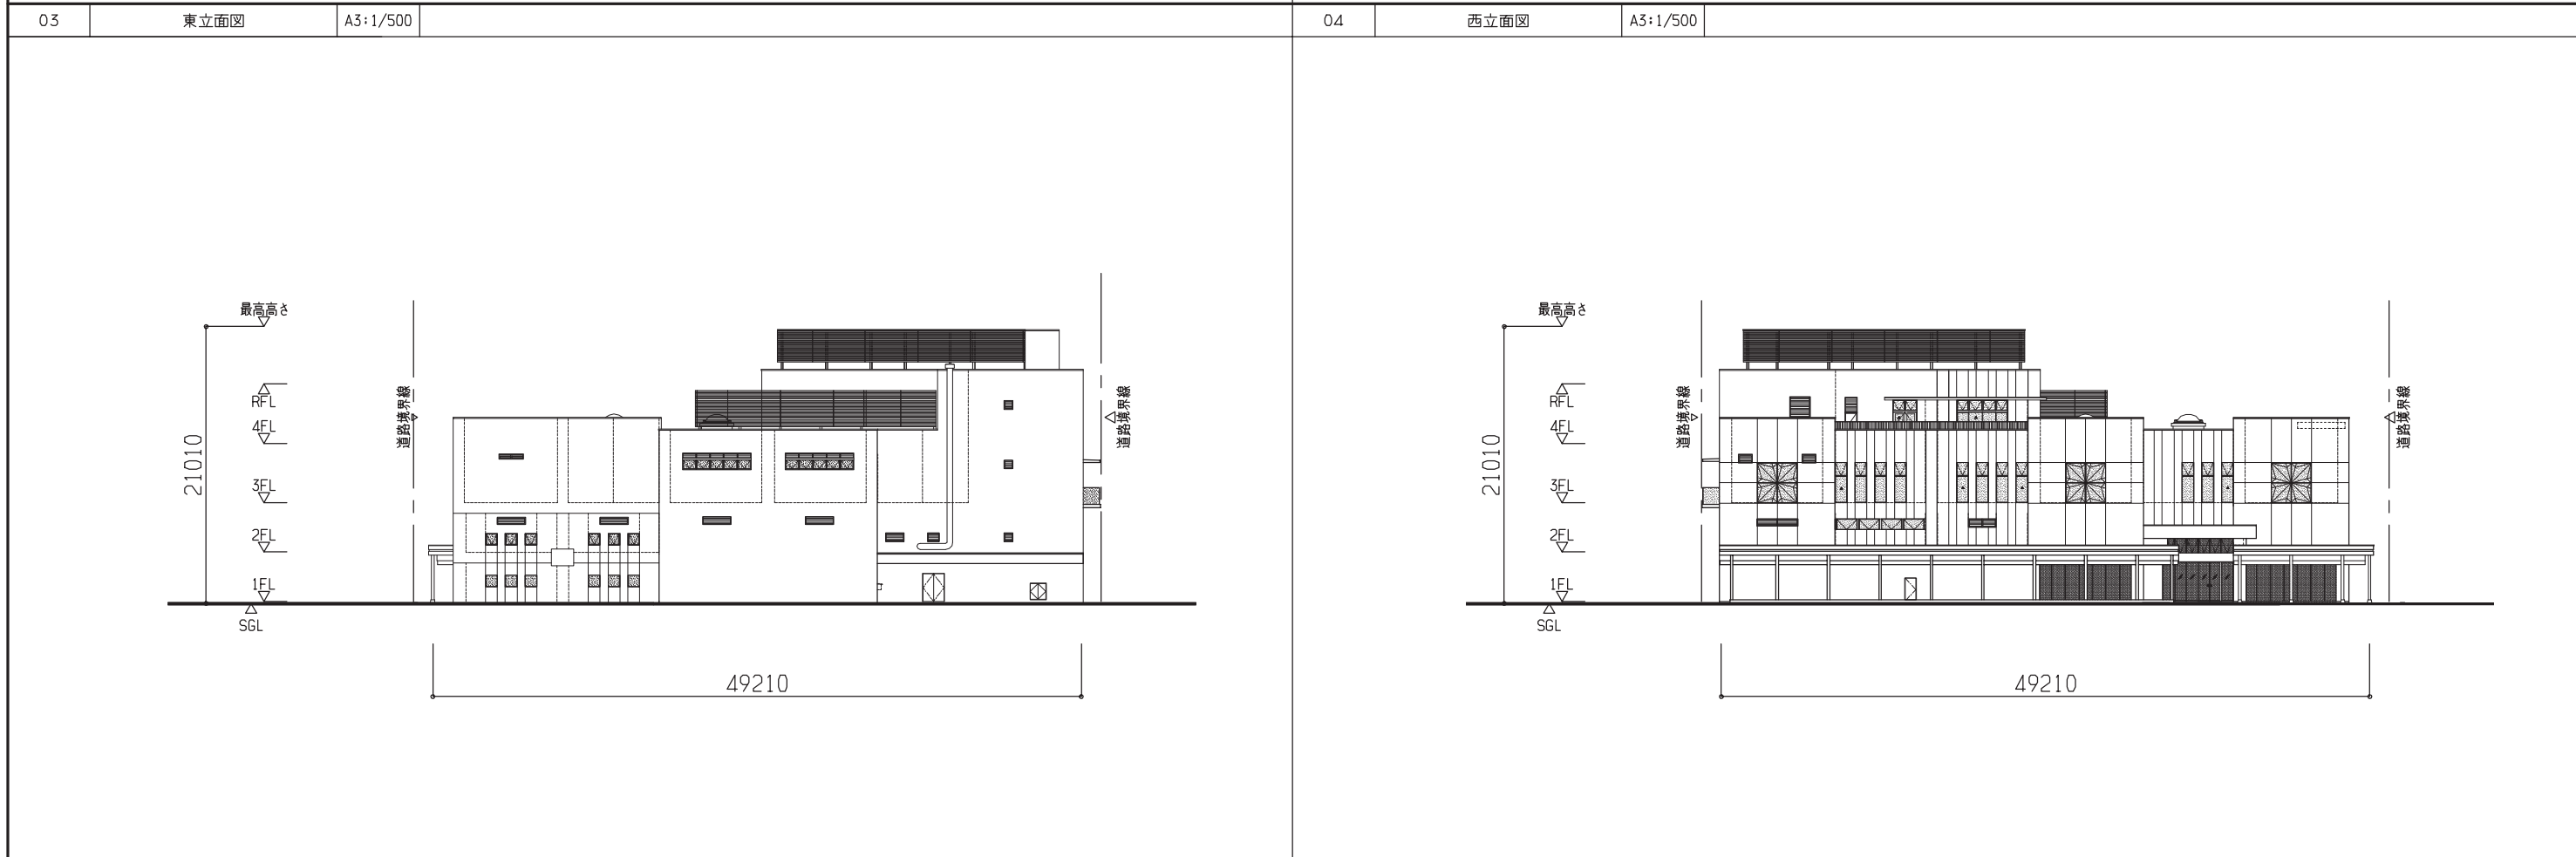 03 東立面図 A3:1/500
最高高さ
RFL
4FL
3FL
2FL
1FL
SGL
21010
道路境界線
道路境界線
49210
04 西立面図 A3:1/500
最高高さ
RFL
4FL
3FL
2FL
1FL
SGL
21010
道路境界線
道路境界線
49210